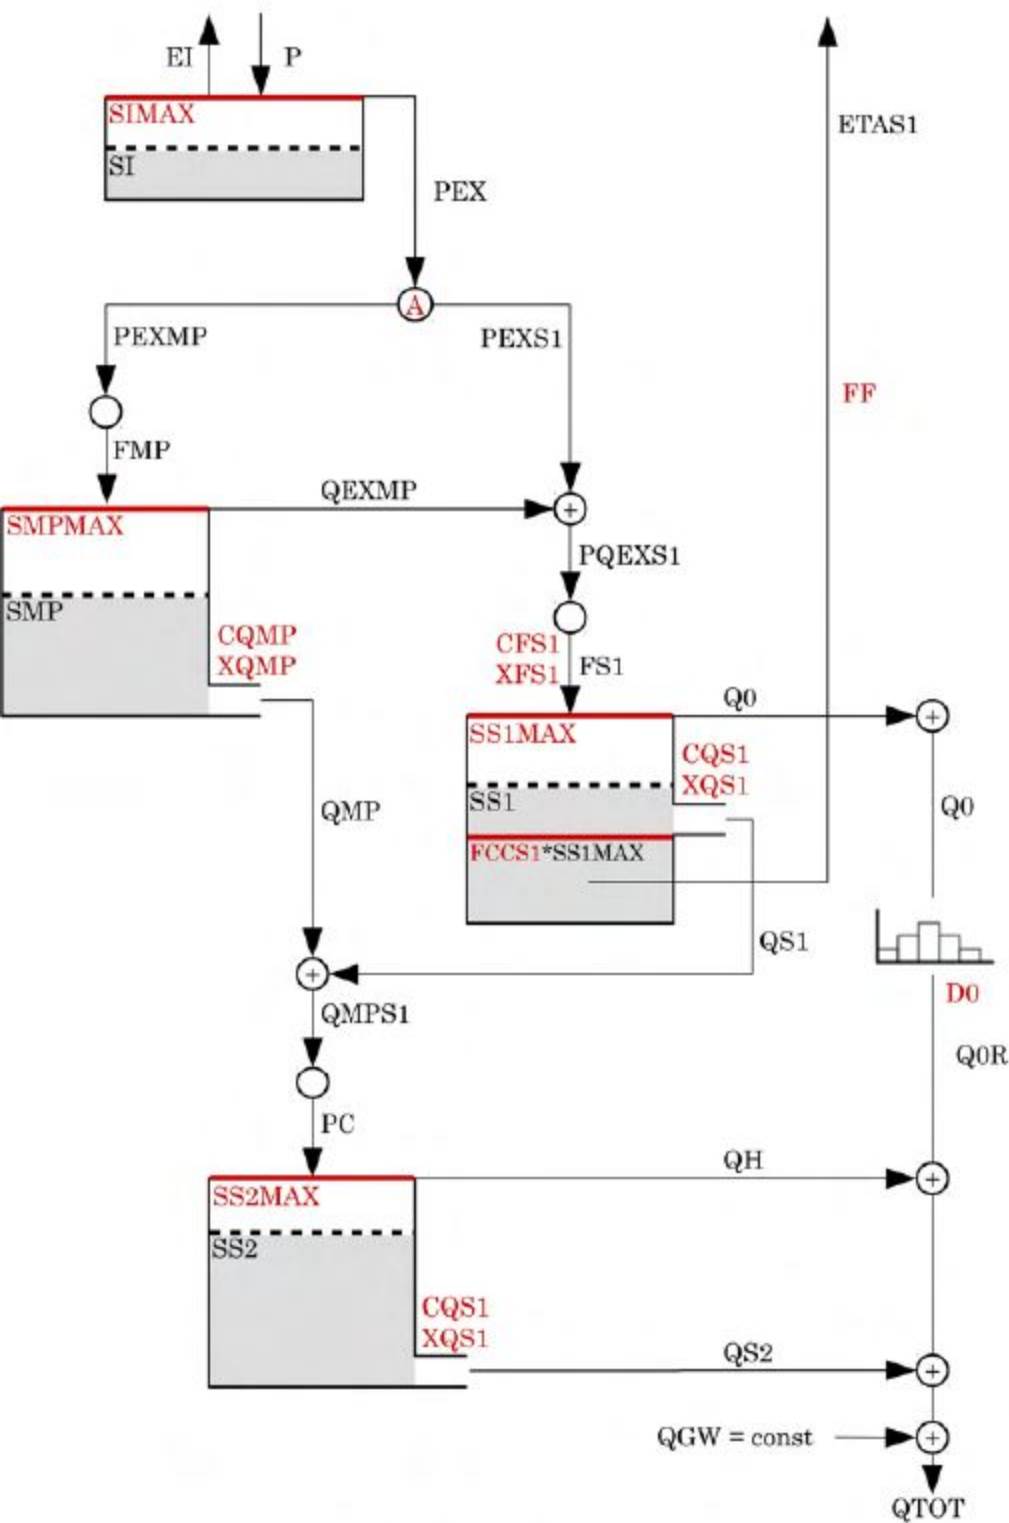 EI
P
SIMAX
SI
ETAS1
PEX
A
PEXMP
PEXS1
FF
FMP
QEXMP
SMPMAX
+
PQEXS1
SMP
CQMP
XQMP
CFS1
XFS1
FS1
Q0
SS1MAX
+
CQS1
XQS1
SS1
QMP
Q0
FCCS1*SS1MAX
QS1
+
D0
QMPS1
Q0R
PC
QH
SS2MAX
+
SS2
CQS1
XQS1
QS2
+
QGW = const
+
QTOT